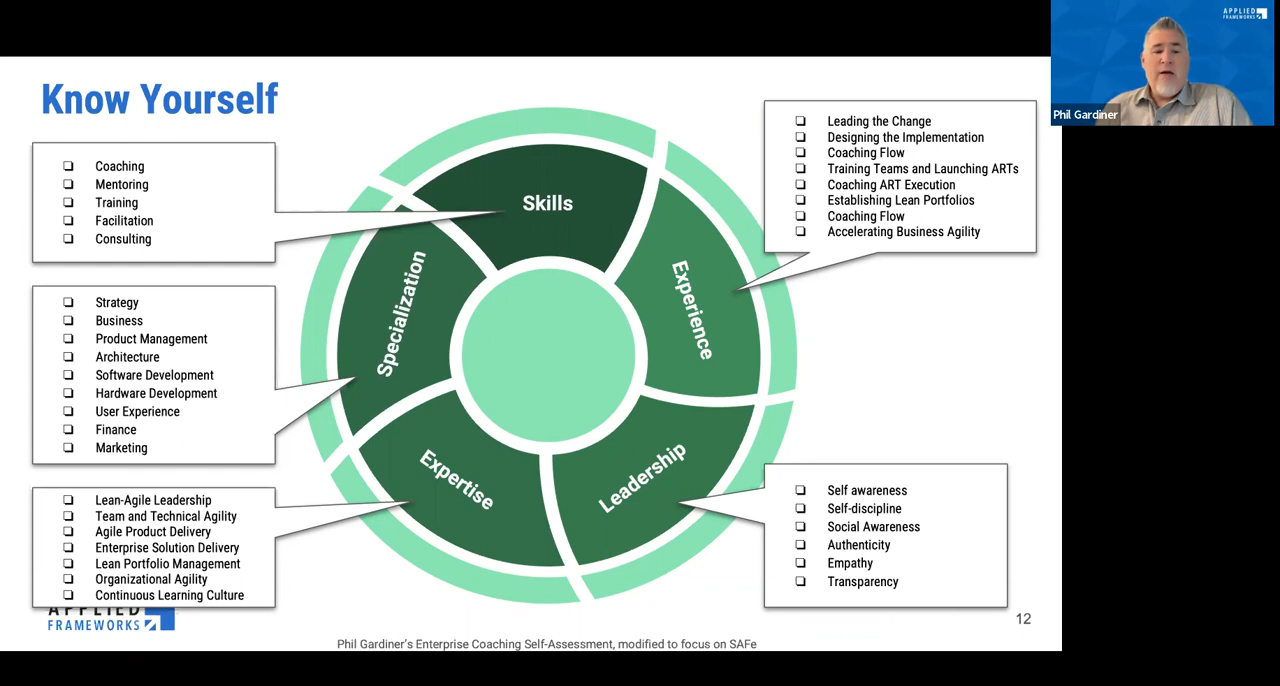 Know Yourself
Coaching
Mentoring
Training
Facilitation
Consulting
Strategy
Business
Product Management
Architecture
Software Development
Hardware Development
User Experience
Finance
Marketing
Lean-Agile Leadership
Team and Technical Agility
Agile Product Delivery
Enterprise Solution Delivery
Lean Portfolio Management
Organizational Agility
Continuous Learning Culture
Skills
Specialization
Experience
Expertise
Leadership
Leading the Change
Designing the Implementation
Coaching Flow
Training Teams and Launching ARTs
Coaching ART Execution
Establishing Lean Portfolios
Coaching Flow
Accelerating Business Agility
Self awareness
Self-discipline
Social Awareness
Authenticity
Empathy
Transparency
APPLIED
FRAMEWORKS
Phil Gardiner's Enterprise Coaching Self-Assessment, modified to focus on SAFe
12
APPLIED
FRAMEWORKS
Phil Gardiner